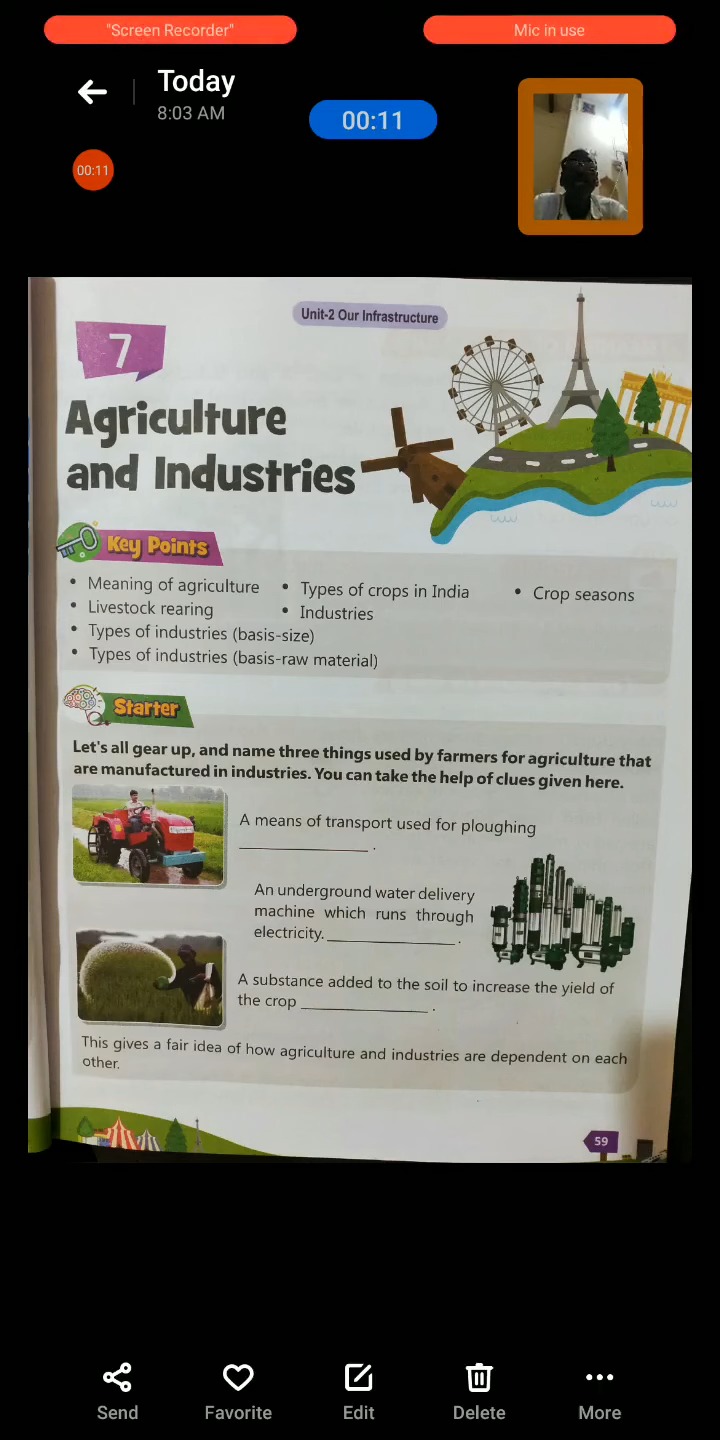 "Screen Recorder"
Mic in use
Today
8:03 AM
00:11
00:11
Unit-2 Our Infrastructure
7
Agriculture
and Industries
Key Points
• Meaning of agriculture • Types of crops in India • Crop seasons
• Livestock rearing • Industries
• Types of industries (basis-size)
• Types of industries (basis-raw material)
Starter
Let's all gear up, and name three things used by farmers for agriculture that
are manufactured in industries. You can take the help of clues given here.
A means of transport used for ploughing
____________ .
An underground water delivery
machine which runs through
electricity. ____________ .
A substance added to the soil to increase the yield of
the crop ____________ .
This gives a fair idea of how agriculture and industries are dependent on each
other.
59
Send Favorite Edit Delete More